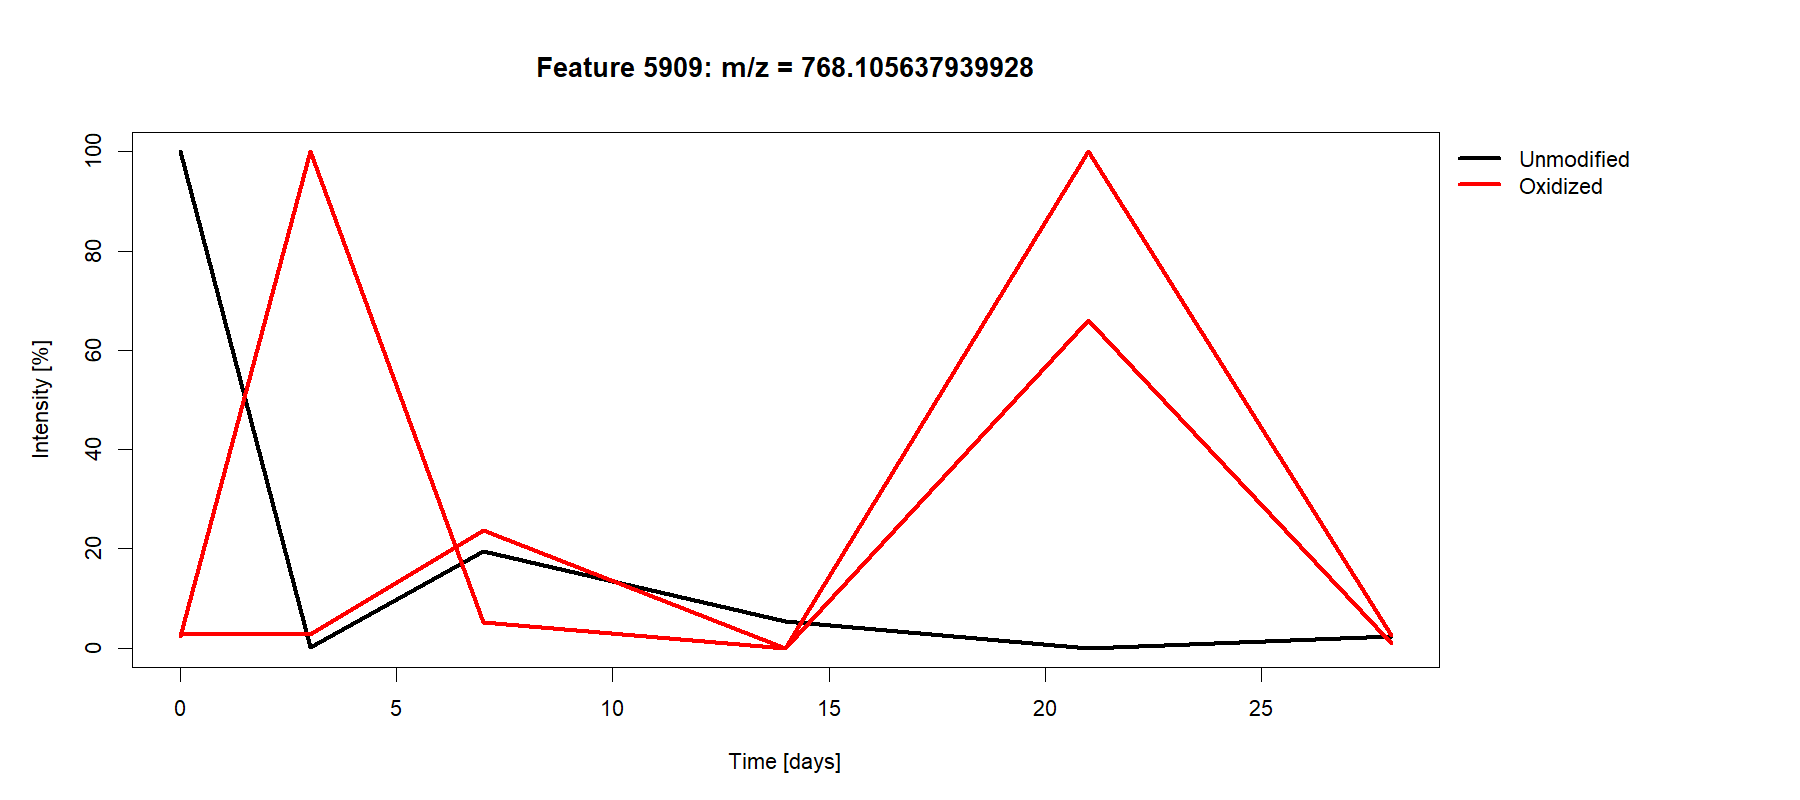 Feature 5909: m/z = 768.105637939928
Unmodified
Oxidized
Intensity [%]
100
80
60
40
20
0
0 5 10 15 20 25
Time [days]